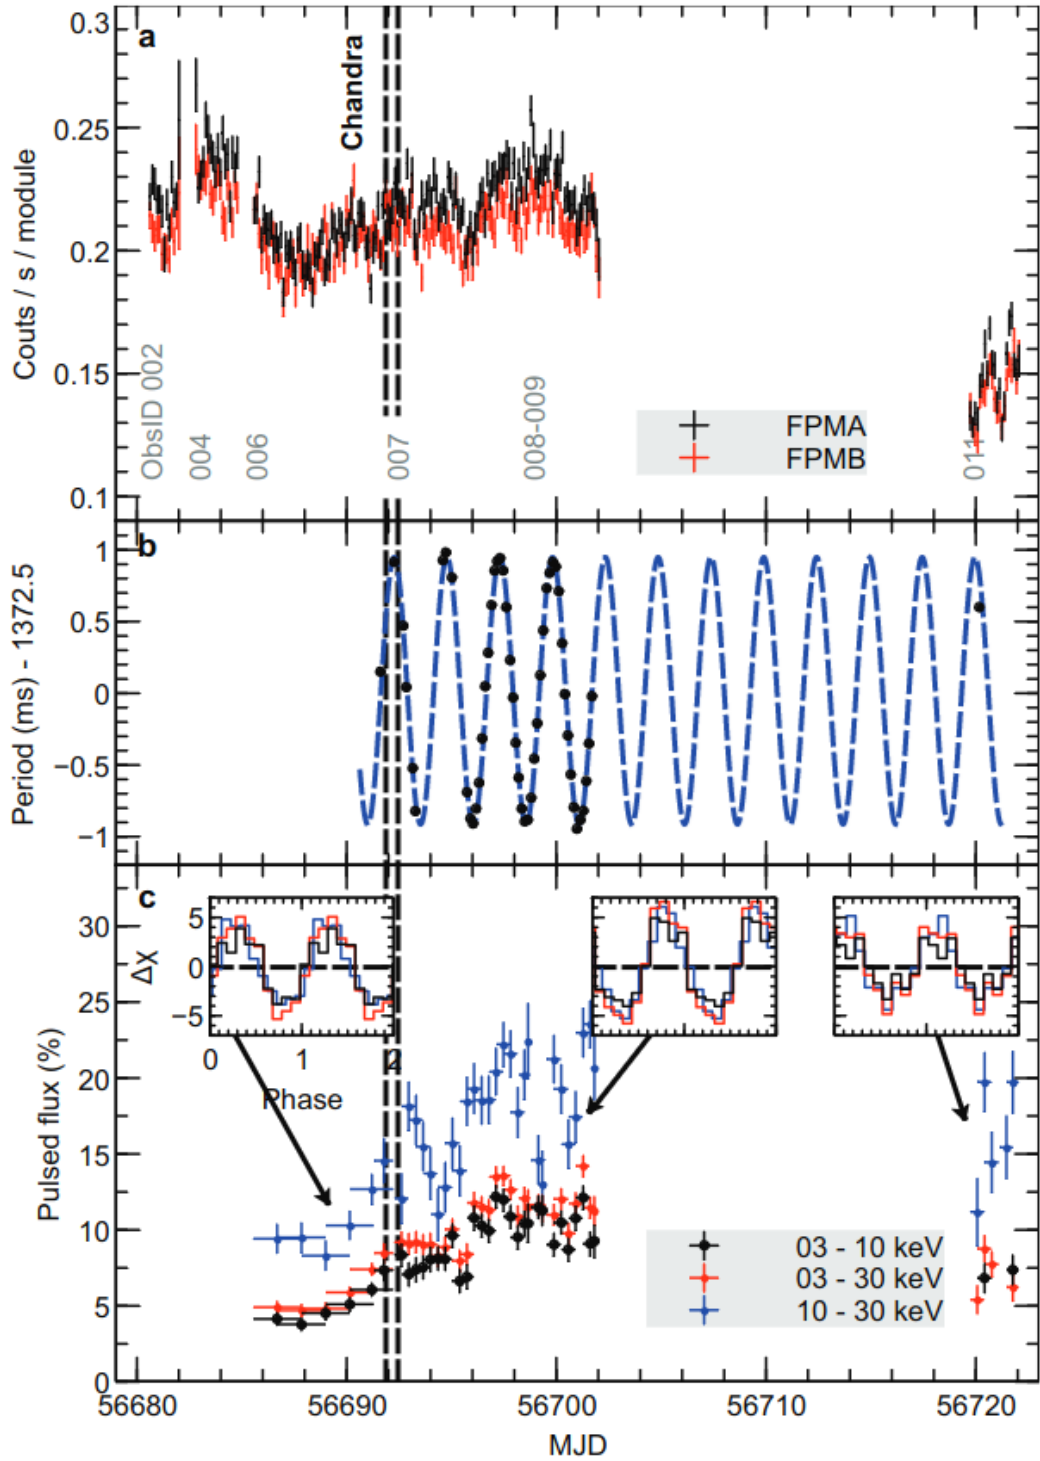 a
0.3
0.25
0.2
0.15
0.1
Couts / s / module
Chandra
ObsID 002
004
006
007
008-009
011
FPMA
FPMB
b
1
0.5
0
−0.5
−1
Period (ms) - 1372.5
c
30
25
20
15
10
5
0
Pulsed flux (%)
5
0
−5
Δχ
0
1
2
Phase
03 - 10 keV
03 - 30 keV
10 - 30 keV
56680
56690
56700
56710
56720
MJD